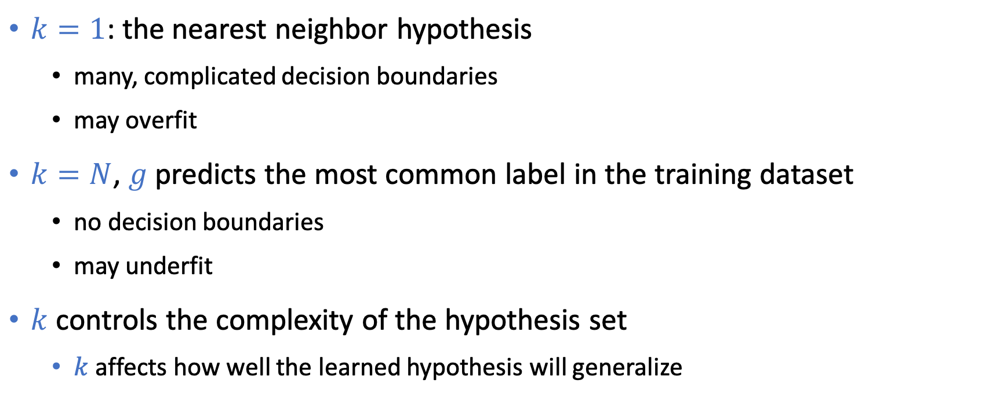 • k = 1: the nearest neighbor hypothesis
• many, complicated decision boundaries
• may overfit
• k = N, g predicts the most common label in the training dataset
• no decision boundaries
• may underfit
• k controls the complexity of the hypothesis set
• k affects how well the learned hypothesis will generalize